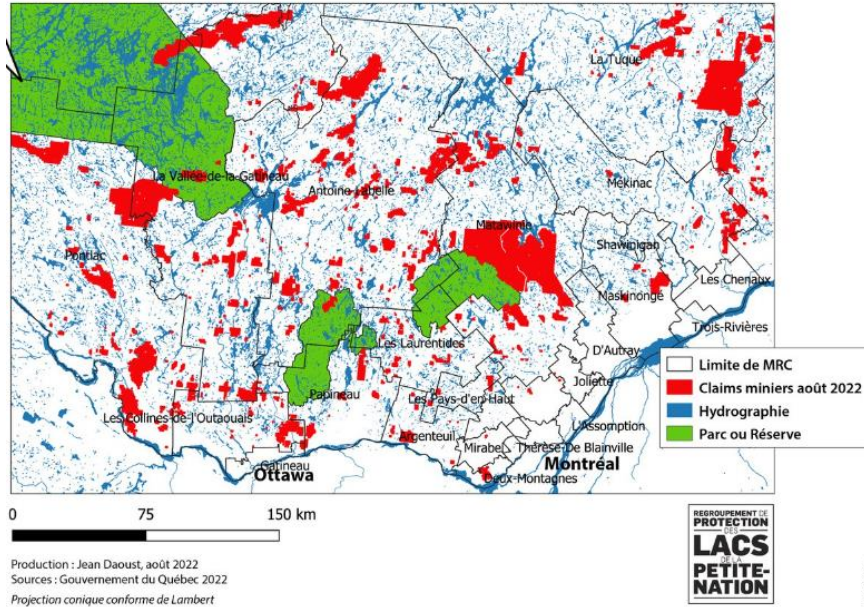 La Tuque
La Vallée-de-la-Gatineau
Antoine-Labelle
Mékinac
Matawinie
Shawinigan
Pontiac
Les Chenaux
Maskinongé
Trois-Rivières
Les Laurentides
D'Autray
Joliette
Papineau
Les Pays-d'en-Haut
Les Collines-de-l'Outaouais
L'Assomption
Argenteuil
Mirabel
Thérèse-De Blainville
Gatineau
Ottawa
Montréal
Deux-Montagnes
Limite de MRC
Claims miniers août 2022
Hydrographie
Parc ou Réserve
0 75 150 km
Production : Jean Daoust, août 2022
Sources : Gouvernement du Québec 2022
Projection conique conforme de Lambert
REGROUPEMENT DE
PROTECTION
DES
LACS
DE LA
PETITE-
NATION